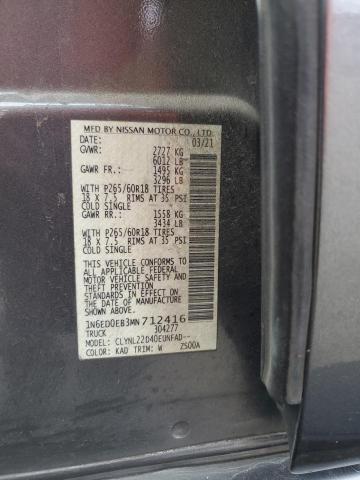 MFD BY NISSAN MOTOR CO., LTD.
DATE: 03/21
GVWR: 2727 KG
6012 LB
GAWR FR.: 1495 KG
3296 LB
WITH P265/60R18 TIRES
18 X 7.5 RIMS AT 35 PSI
COLD SINGLE
GAWR RR.: 1558 KG
3434 LB
WITH P265/60R18 TIRES
18 X 7.5 RIMS AT 35 PSI
COLD SINGLE
THIS VEHICLE CONFORMS TO
ALL APPLICABLE U.S. FEDERAL
MOTOR VEHICLE SAFETY AND
THEFT PREVENTION STANDARDS
IN EFFECT ON THE DATE OF
MANUFACTURE SHOWN ABOVE.
1N6ED0EB3MN712416
TRUCK 304277
MODEL: CLYNLZ2D40EUNFAD--
COLOR: KAD TRIM: W Z500A